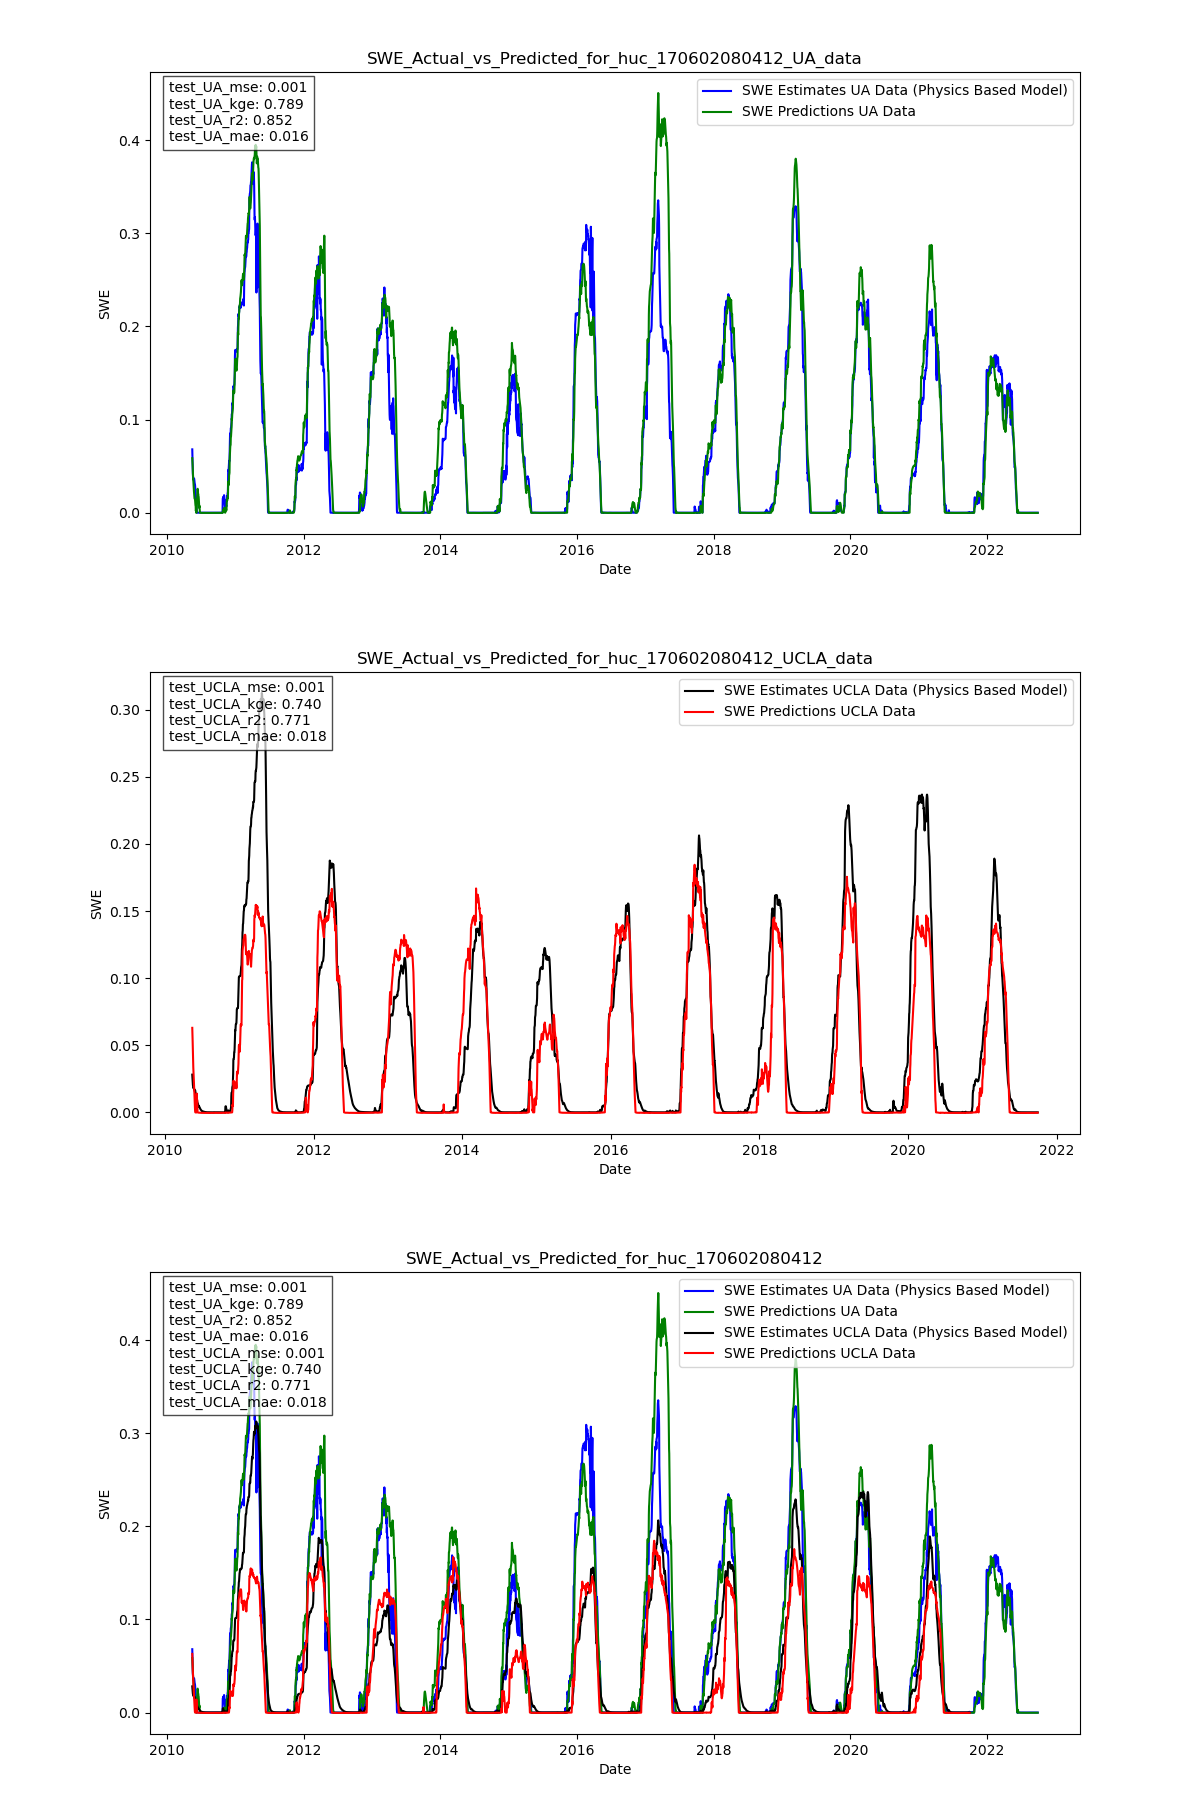 SWE_Actual_vs_Predicted_for_huc_170602080412_UA_data
test_UA_mse: 0.001
test_UA_kge: 0.789
test_UA_r2: 0.852
test_UA_mae: 0.016
SWE Estimates UA Data (Physics Based Model)
SWE Predictions UA Data
0.4
0.3
0.2
0.1
0.0
SWE
2010 2012 2014 2016 2018 2020 2022
Date
SWE_Actual_vs_Predicted_for_huc_170602080412_UCLA_data
test_UCLA_mse: 0.001
test_UCLA_kge: 0.740
test_UCLA_r2: 0.771
test_UCLA_mae: 0.018
SWE Estimates UCLA Data (Physics Based Model)
SWE Predictions UCLA Data
0.30
0.25
0.20
0.15
0.10
0.05
0.00
SWE
2010 2012 2014 2016 2018 2020 2022
Date
SWE_Actual_vs_Predicted_for_huc_170602080412
test_UA_mse: 0.001
test_UA_kge: 0.789
test_UA_r2: 0.852
test_UA_mae: 0.016
test_UCLA_mse: 0.001
test_UCLA_kge: 0.740
test_UCLA_r2: 0.771
test_UCLA_mae: 0.018
SWE Estimates UA Data (Physics Based Model)
SWE Predictions UA Data
SWE Estimates UCLA Data (Physics Based Model)
SWE Predictions UCLA Data
0.4
0.3
0.2
0.1
0.0
SWE
2010 2012 2014 2016 2018 2020 2022
Date